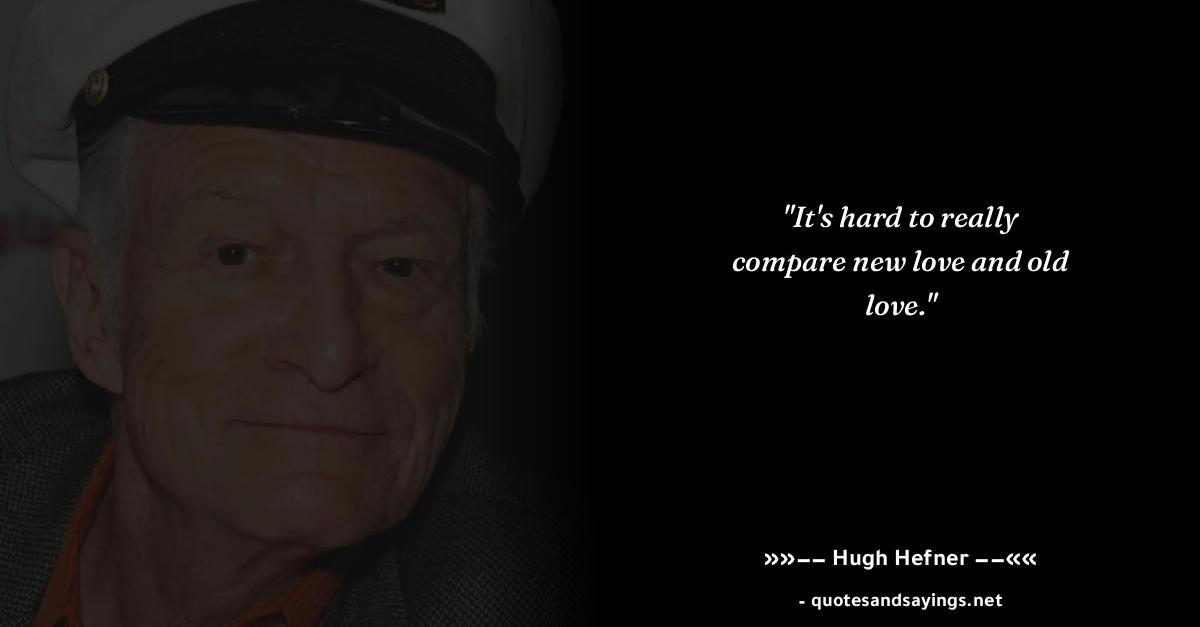 "It's hard to really
compare new love and old
love."
»»–– Hugh Hefner ––««
- quotesandsayings.net